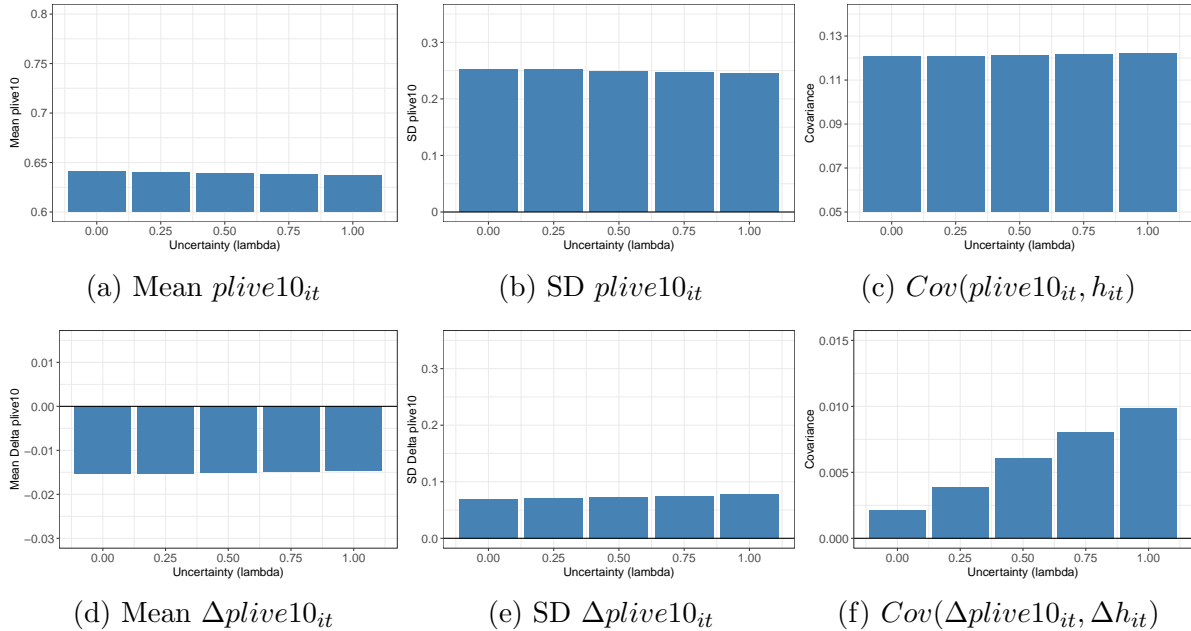 Mean plive10
0.8
0.75
0.7
0.65
0.6
0.00 0.25 0.50 0.75 1.00
Uncertainty (lambda)
(a) Mean plive10it
SD plive10
0.3
0.2
0.1
0
0.00 0.25 0.50 0.75 1.00
Uncertainty (lambda)
(b) SD plive10it
Covariance
0.13
0.11
0.09
0.07
0.05
0.00 0.25 0.50 0.75 1.00
Uncertainty (lambda)
(c) Cov(plive10it, hit)
Mean Delta plive10
0.01
0.00
−0.01
−0.02
−0.03
0.00 0.25 0.50 0.75 1.00
Uncertainty (lambda)
(d) Mean Δplive10it
SD Delta plive10
0.3
0.2
0.1
0.0
0.00 0.25 0.50 0.75 1.00
Uncertainty (lambda)
(e) SD Δplive10it
Covariance
0.015
0.010
0.005
0.000
0.00 0.25 0.50 0.75 1.00
Uncertainty (lambda)
(f) Cov(Δplive10it, Δhit)